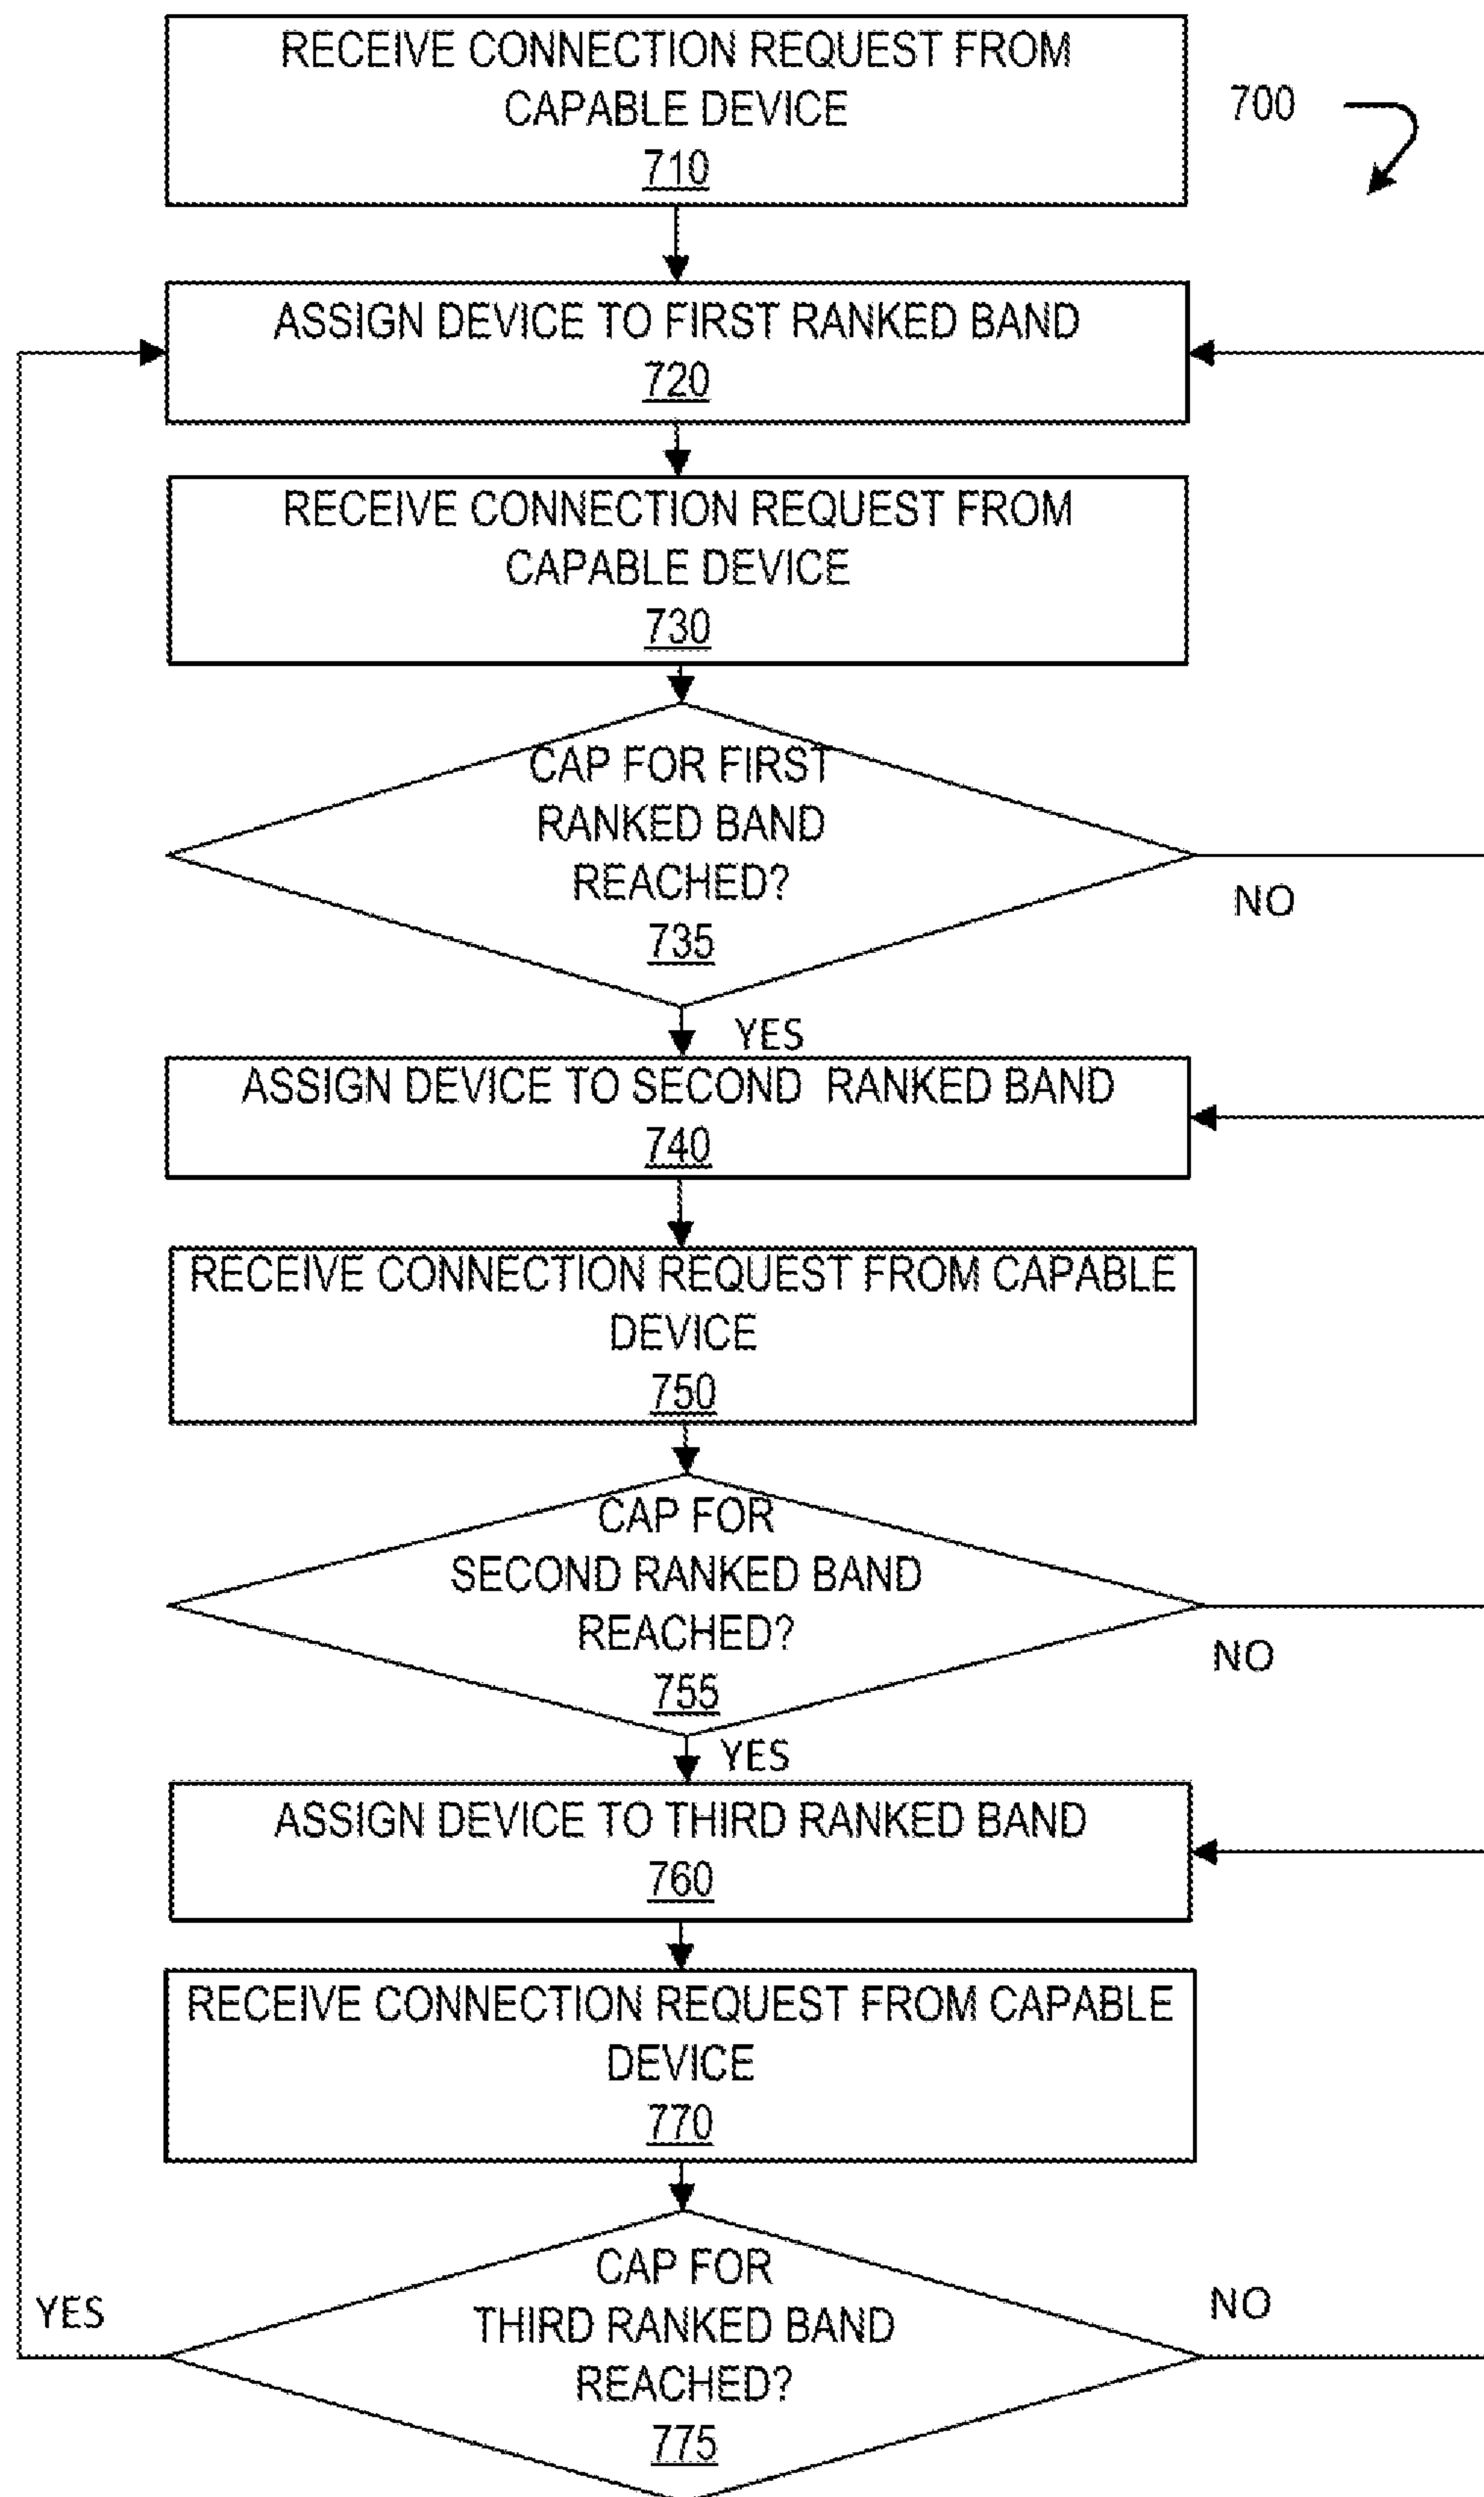 RECEIVE CONNECTION REQUEST FROM
CAPABLE DEVICE
710
700
ASSIGN DEVICE TO FIRST RANKED BAND
720
RECEIVE CONNECTION REQUEST FROM
CAPABLE DEVICE
730
CAP FOR FIRST
RANKED BAND
REACHED?
735
NO
YES
ASSIGN DEVICE TO SECOND RANKED BAND
740
RECEIVE CONNECTION REQUEST FROM CAPABLE
DEVICE
750
CAP FOR
SECOND RANKED BAND
REACHED?
755
NO
YES
ASSIGN DEVICE TO THIRD RANKED BAND
760
RECEIVE CONNECTION REQUEST FROM CAPABLE
DEVICE
770
CAP FOR
THIRD RANKED BAND
REACHED?
775
YES
NO